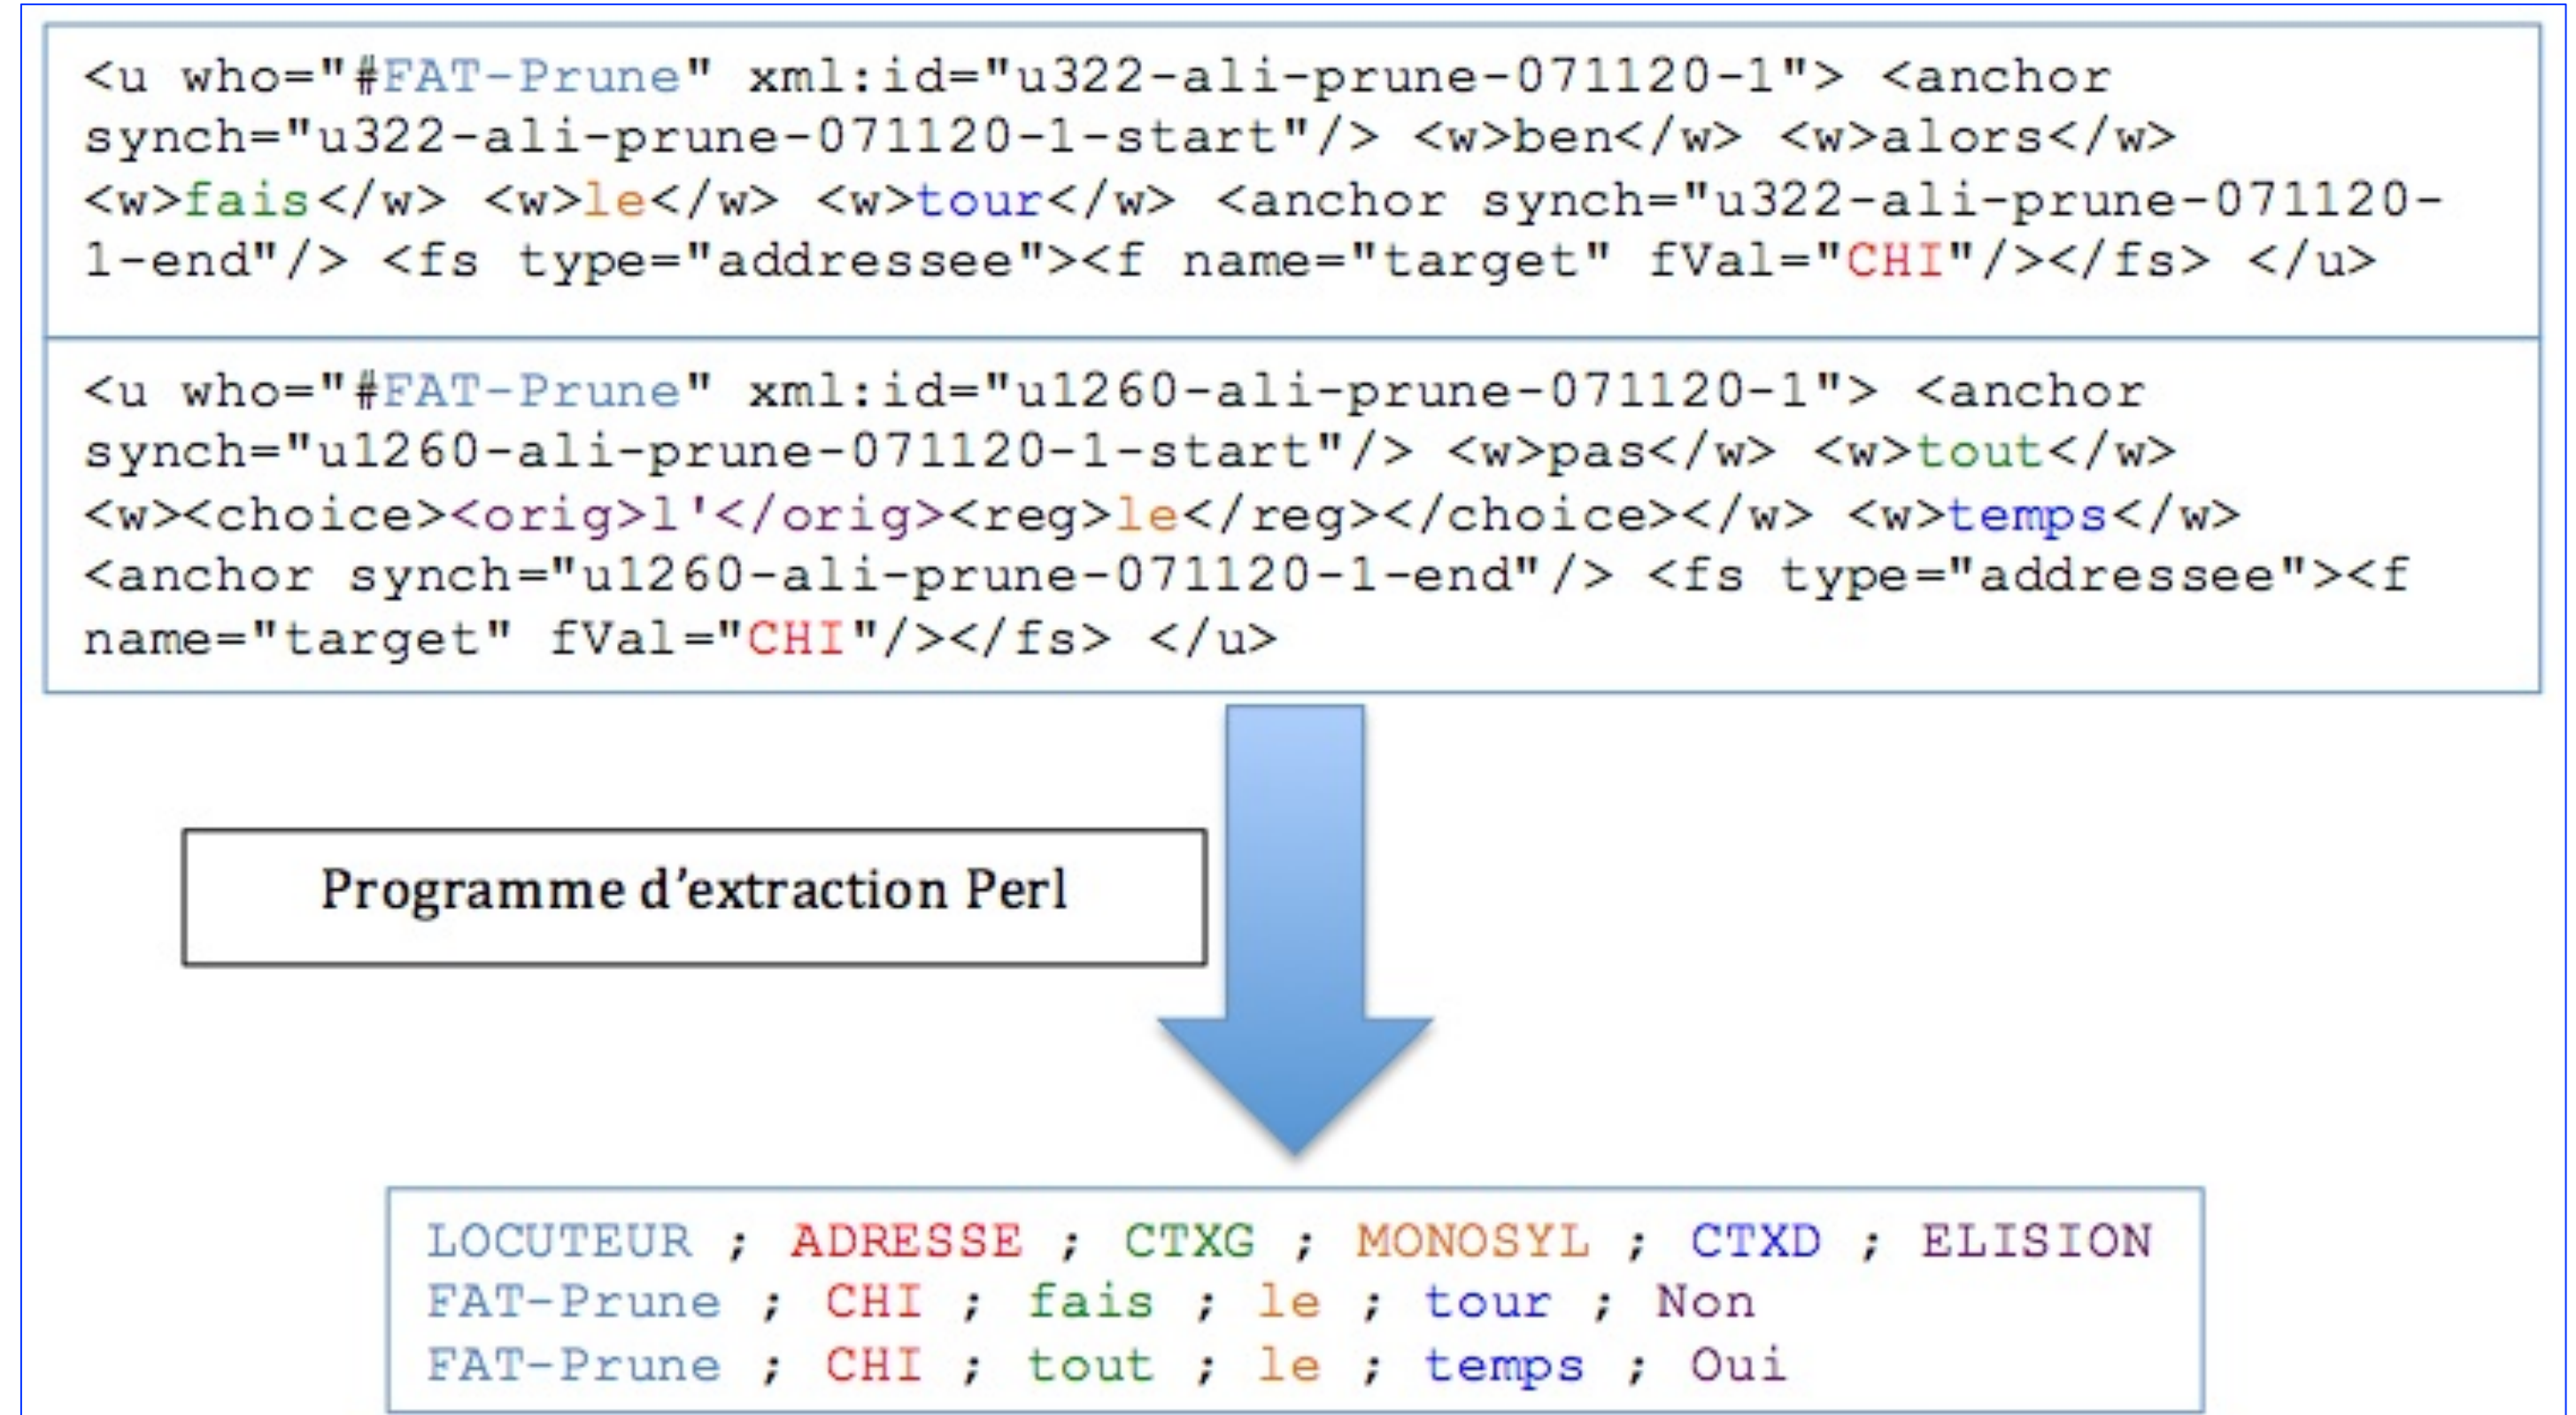 <u who="#FAT-Prune" xml:id="u322-ali-prune-071120-1"> <anchor
synch="u322-ali-prune-071120-1-start"/> <w>ben</w> <w>alors</w>
<w>fais</w> <w>le</w> <w>tour</w> <anchor synch="u322-ali-prune-071120-
1-end"/> <fs type="addressee"><f name="target" fVal="CHI"/></fs> </u>
<u who="#FAT-Prune" xml:id="u1260-ali-prune-071120-1"> <anchor
synch="u1260-ali-prune-071120-1-start"/> <w>pas</w> <w>tout</w>
<w><choice><orig>l'</orig><reg>le</reg></choice></w> <w>temps</w>
<anchor synch="u1260-ali-prune-071120-1-end"/> <fs type="addressee"><f
name="target" fVal="CHI"/></fs> </u>
Programme d’extraction Perl
LOCUTEUR ; ADRESSE ; CTXG ; MONOSYL ; CTXD ; ELISION
FAT-Prune ; CHI ; fais ; le ; tour ; Non
FAT-Prune ; CHI ; tout ; le ; temps ; Oui